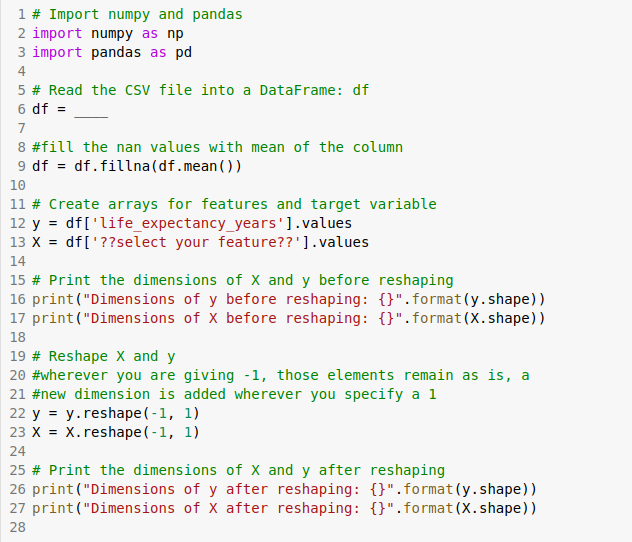 1 # Import numpy and pandas
2 import numpy as np
3 import pandas as pd
4
5 # Read the CSV file into a DataFrame: df
6 df = ____
7
8 #fill the nan values with mean of the column
9 df = df.fillna(df.mean())
10
11 # Create arrays for features and target variable
12 y = df['life_expectancy_years'].values
13 X = df['??select your feature??'].values
14
15 # Print the dimensions of X and y before reshaping
16 print("Dimensions of y before reshaping: {}".format(y.shape))
17 print("Dimensions of X before reshaping: {}".format(X.shape))
18
19 # Reshape X and y
20 #wherever you are giving -1, those elements remain as is, a
21 #new dimension is added wherever you specify a 1
22 y = y.reshape(-1, 1)
23 X = X.reshape(-1, 1)
24
25 # Print the dimensions of X and y after reshaping
26 print("Dimensions of y after reshaping: {}".format(y.shape))
27 print("Dimensions of X after reshaping: {}".format(X.shape))
28